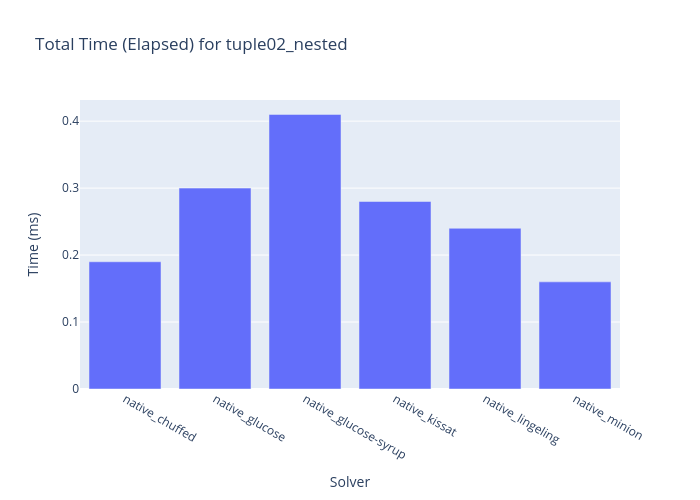 Total Time (Elapsed) for tuple02_nested
Time (ms)
0.4
0.3
0.2
0.1
0
native_chuffed
native_glucose
native_glucose-syrup
native_kissat
native_lingeling
native_minion
Solver